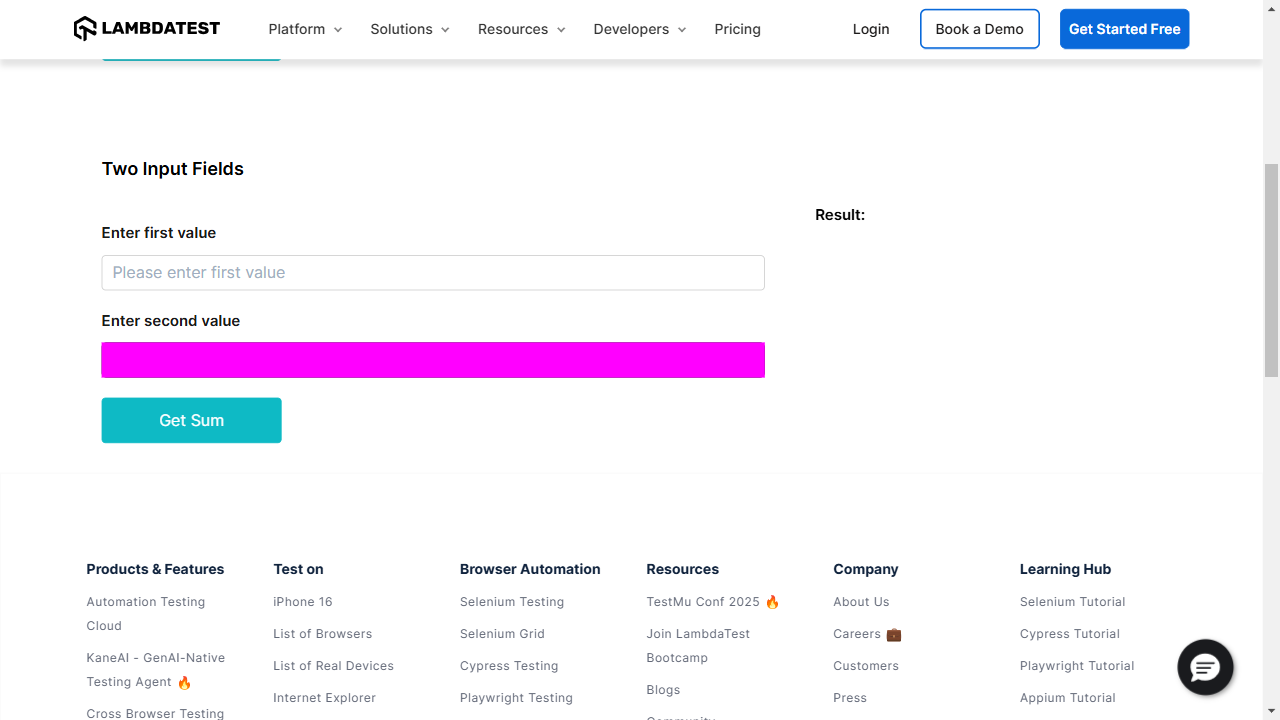 LAMBDATEST Platform Solutions Resources Developers Pricing Login Book a Demo Get Started Free
Two Input Fields
Result:
Enter first value
Please enter first value
Enter second value
Get Sum
Products & Features
Automation Testing
Cloud
KaneAI - GenAI-Native
Testing Agent 🔥
Cross Browser Testing
Test on
iPhone 16
List of Browsers
List of Real Devices
Internet Explorer
Browser Automation
Selenium Testing
Selenium Grid
Cypress Testing
Playwright Testing
Resources
TestMu Conf 2025 🔥
Join LambdaTest
Bootcamp
Blogs
Community
Company
About Us
Careers 💼
Customers
Press
Learning Hub
Selenium Tutorial
Cypress Tutorial
Playwright Tutorial
Appium Tutorial